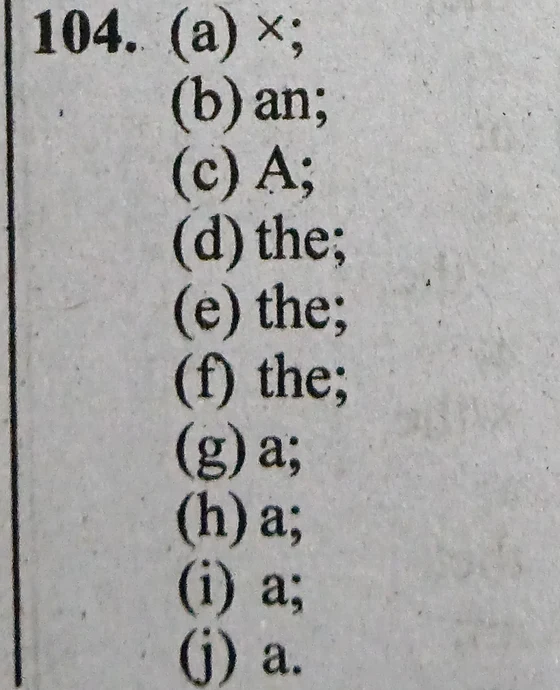 104. (a) ×;
(b) an;
(c) A;
(d) the;
(e) the;
(f) the;
(g) a;
(h) a;
(i) a;
(j) a.